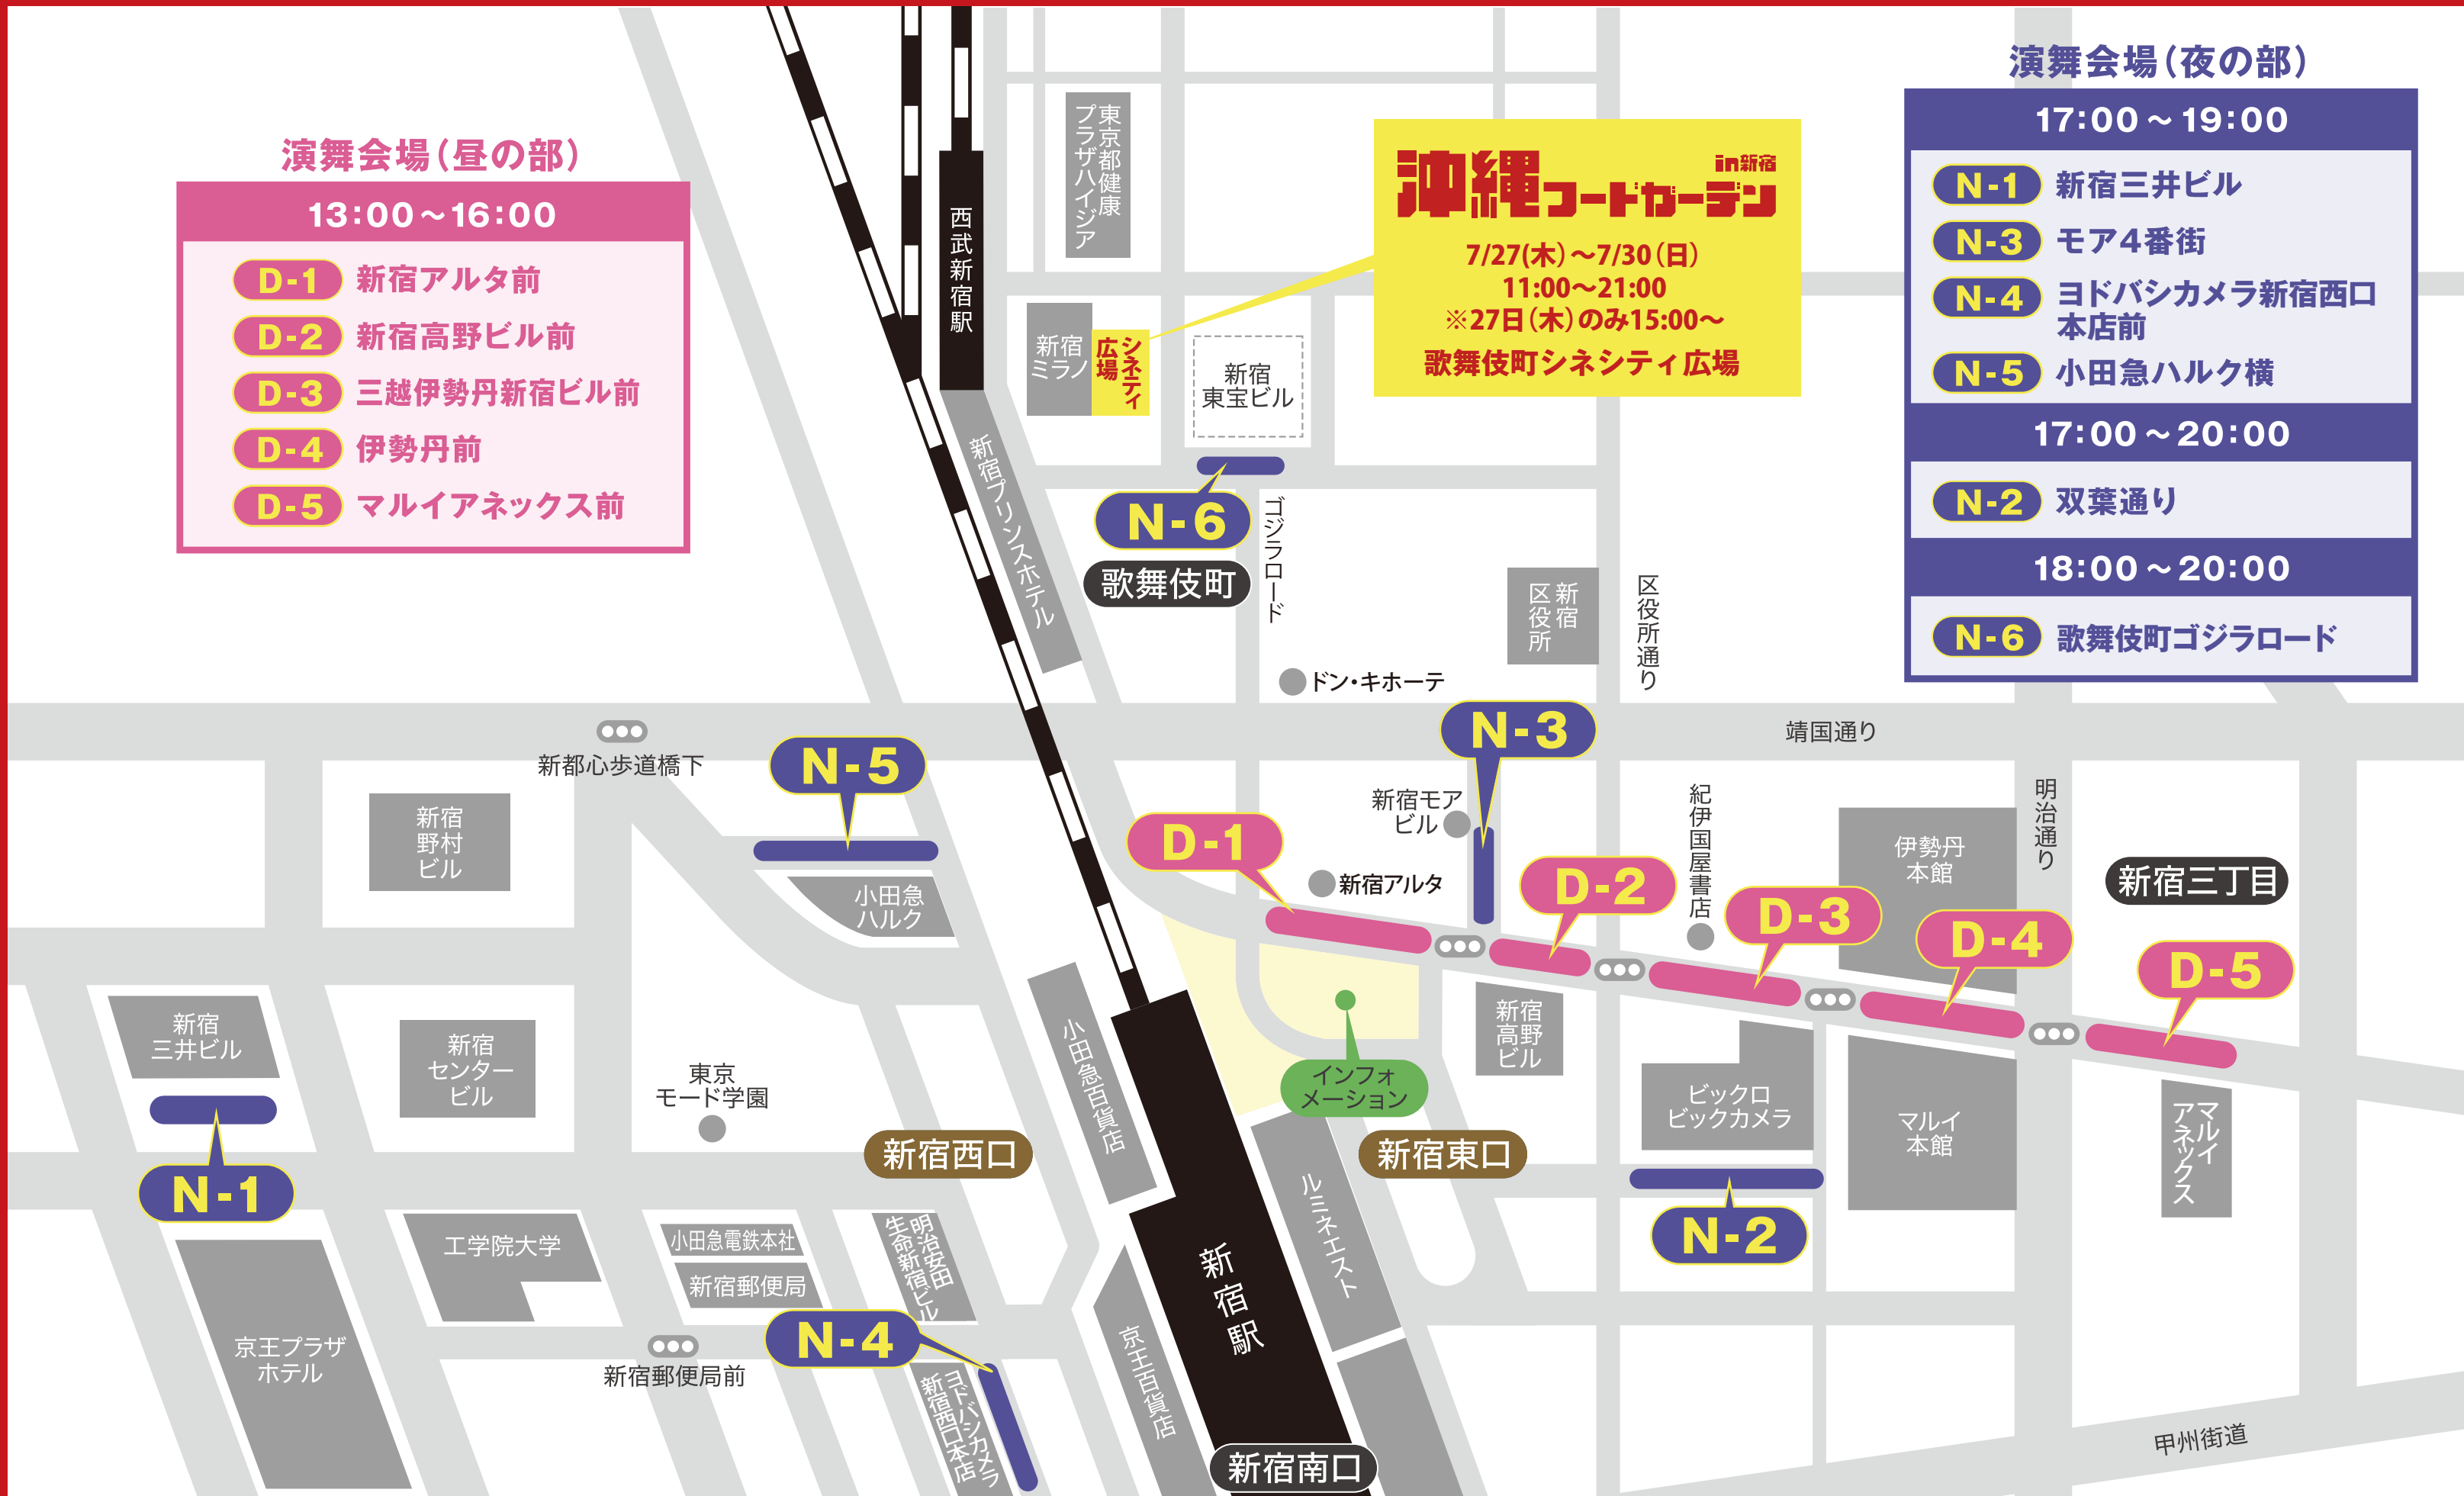 演舞会場（昼の部）
13:00～16:00
D-1 新宿アルタ前
D-2 新宿高野ビル前
D-3 三越伊勢丹新宿ビル前
D-4 伊勢丹前
D-5 マルイアネックス前
演舞会場（夜の部）
17:00～19:00
N-1 新宿三井ビル
N-3 モア4番街
N-4 ヨドバシカメラ新宿西口
本店前
N-5 小田急ハルク横
17:00～20:00
N-2 双葉通り
18:00～20:00
N-6 歌舞伎町ゴジラロード
in新宿
沖縄フードガーデン
7/27(木)～7/30(日)
11:00～21:00
※27日(木)のみ15:00～
歌舞伎町シネシティ広場
東京都健康
プラザハイジア
西武新宿駅
新宿
ミラノ
シネティ
広場
新宿
東宝ビル
新宿プリンスホテル
N-6
歌舞伎町
ゴジラロード
新宿
区役所
区役所通り
ドン・キホーテ
N-3
靖国通り
新都心歩道橋下
N-5
新宿
野村
ビル
小田急
ハルク
新宿モア
ビル
D-1
新宿アルタ
D-2
紀伊国屋書店
D-3
伊勢丹
本館
明治通り
新宿三丁目
D-4
D-5
新宿
三井ビル
新宿
センター
ビル
東京
モード学園
小田急百貨店
インフォ
メーション
新宿
高野
ビル
ビックロ
ビックカメラ
マルイ
本館
マルイ
アネックス
N-1
新宿西口
新宿東口
N-2
工学院大学
小田急電鉄本社
新宿郵便局
明治安田
生命新宿ビル
新宿駅
ルミネエスト
京王プラザ
ホテル
新宿郵便局前
N-4
ヨドバシカメラ
新宿西口本店
京王百貨店
新宿南口
甲州街道